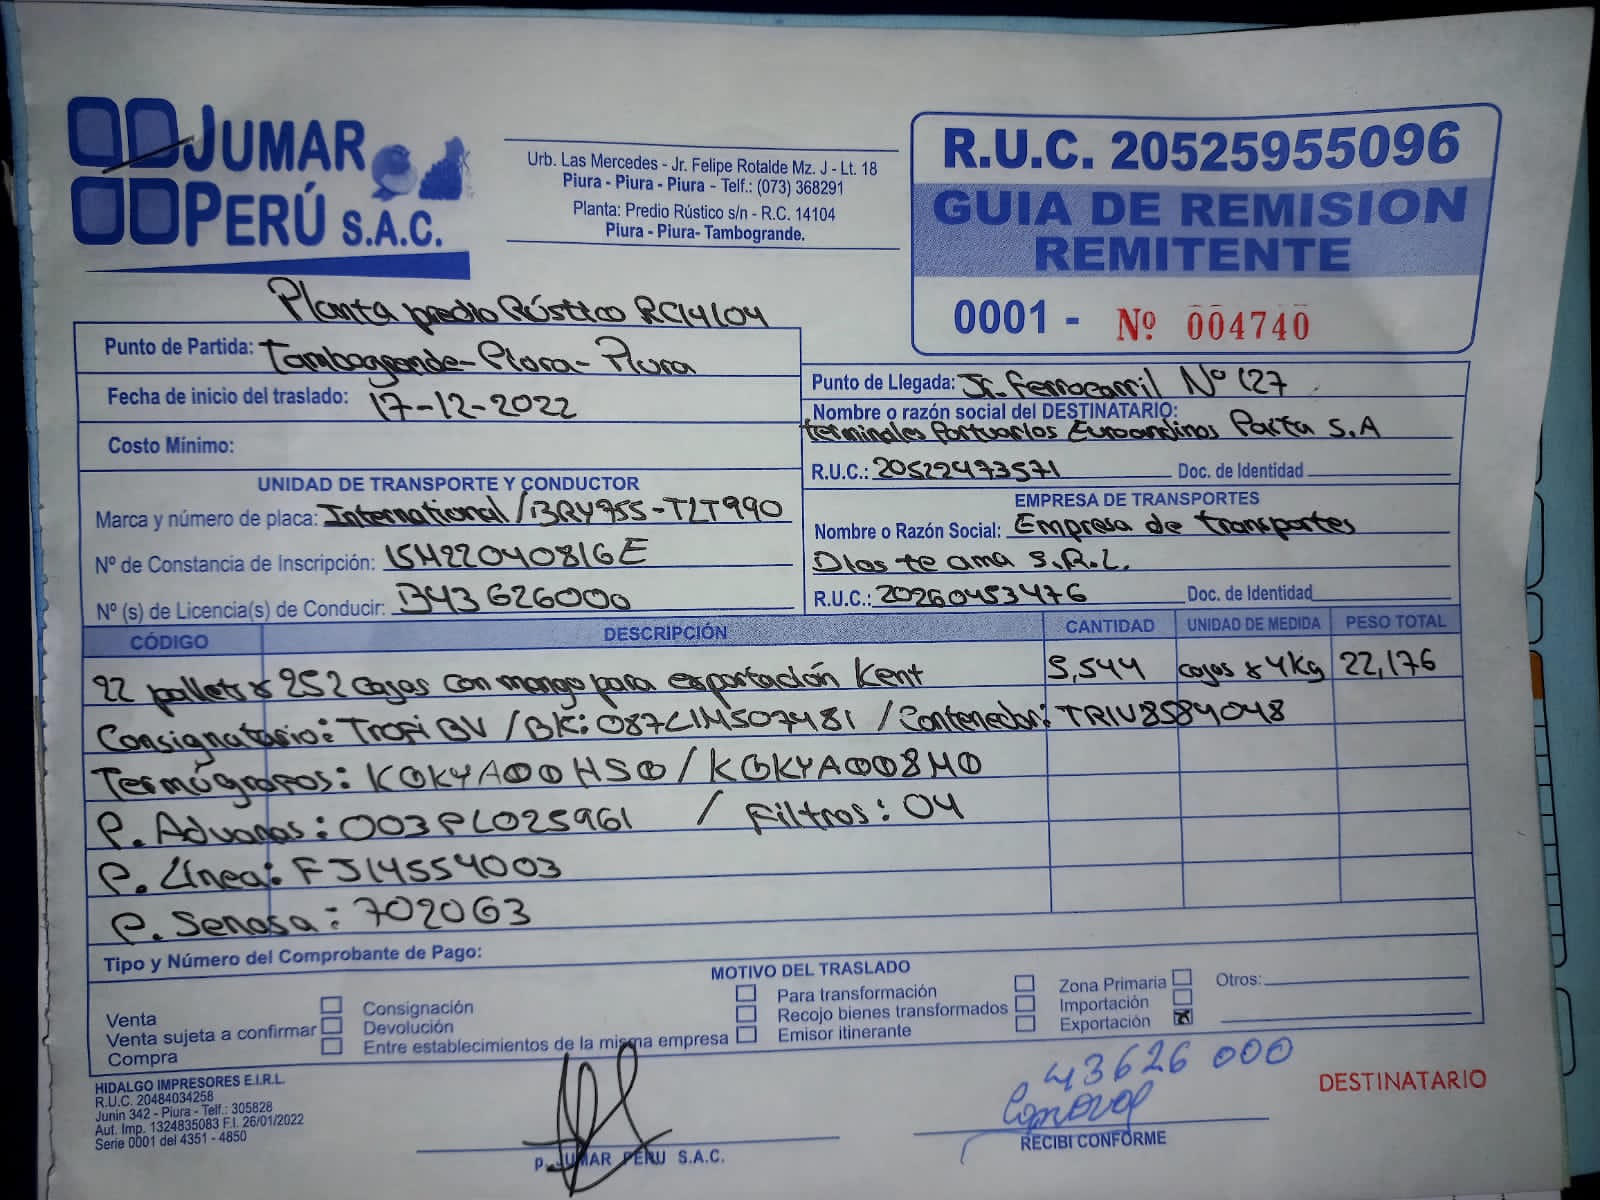 JUMAR
PERÚ S.A.C.
Urb. Las Mercedes - Jr. Felipe Rotalde Mz. J - Lt. 18
Piura - Piura - Piura - Telf.: (073) 368291
Planta: Predio Rústico s/n - R.C. 14104
Piura - Piura- Tambogrande.
R.U.C. 20525955096
GUIA DE REMISION
REMITENTE
0001 - Nº 004740
Planta predio Rústico RC14104
Punto de Partida: Tambogrande-Piura-Piura
Fecha de inicio del traslado: 17-12-2022
Costo Mínimo:
Punto de Llegada: Jr. Ferrocarril Nº 127
Nombre o razón social del DESTINATARIO:
terminales Portuarios Euroandinos Paita S.A
R.U.C.: 20522473571 Doc. de Identidad
UNIDAD DE TRANSPORTE Y CONDUCTOR
Marca y número de placa: International/BRY755-TLT990
Nº de Constancia de Inscripción: 15M22040816E
Nº (s) de Licencia(s) de Conducir: B43626000
EMPRESA DE TRANSPORTES
Nombre o Razón Social: Empresa de transportes
Dios te ama S.R.L.
R.U.C.: 20260453476 Doc. de Identidad
CÓDIGO DESCRIPCIÓN CANTIDAD UNIDAD DE MEDIDA PESO TOTAL
22 pallets x 252 cajas con mango para exportación Kent 5,544 cajas x 4kg 22,176
Consignatario: Tropi BV / BK: 087LIM507481 / Contenedor: TRIU8584048
Termógrafos: KQKYA00HS0 / KQKYA008M0
P. Aduanas: 003PL025961 / Filtros: 04
P. Línea: FJ14554003
P. Senasa: 702063
Tipo y Número del Comprobante de Pago:
MOTIVO DEL TRASLADO
Venta
Venta sujeta a confirmar
Compra
Consignación
Devolución
Entre establecimientos de la misma empresa
Para transformación
Recojo bienes transformados
Emisor Itinerante
Zona Primaria
Importación
Exportación X
Otros:
HIDALGO IMPRESORES E.I.R.L.
R.U.C. 20484034258
Junin 342 - Piura - Telf.: 305828
Aut. Imp. 1324835083 F.I. 26/01/2022
Serie 0001 del 4351 - 4850
p. JUMAR PERU S.A.C.
43626000
RECIBI CONFORME
DESTINATARIO